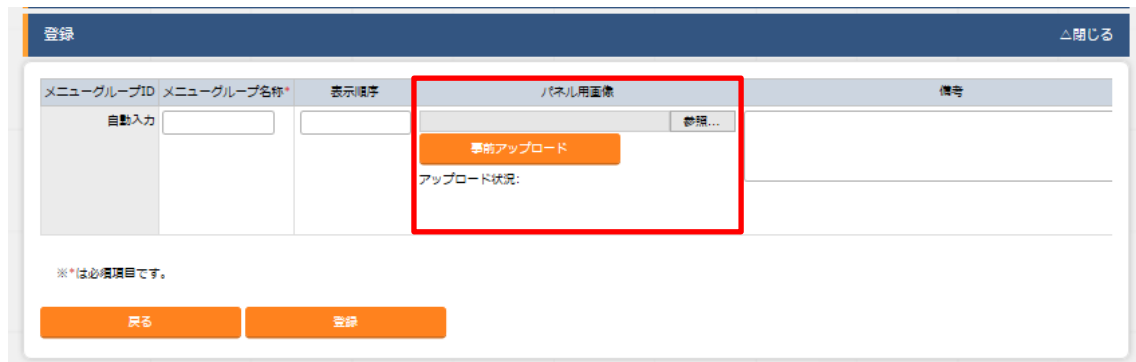 登録 △閉じる
メニューグループID メニューグループ名称* 表示順序 パネル用画像 備考
自動入力 参照...
事前アップロード
アップロード状況:
※*は必須項目です。
戻る 登録